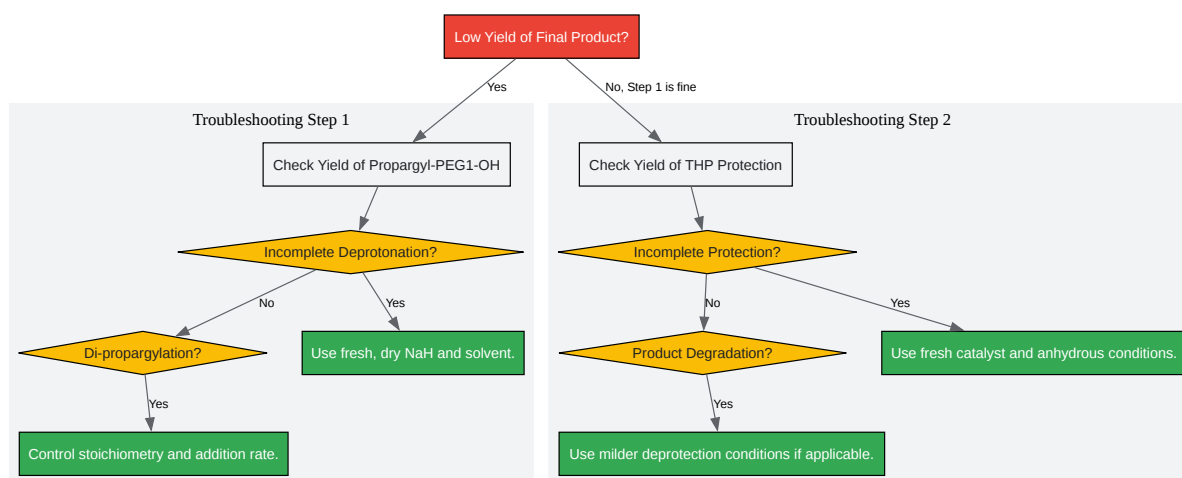 Low Yield of Final Product?
Yes
No, Step 1 is fine
Troubleshooting Step 1
Troubleshooting Step 2
Check Yield of Propargyl-PEG1-OH
Check Yield of THP Protection
Incomplete Deprotonation?
Incomplete Protection?
No
Yes
No
Yes
Di-propargylation?
Use fresh, dry NaH and solvent.
Product Degradation?
Use fresh catalyst and anhydrous conditions.
Yes
Yes
Control stoichiometry and addition rate.
Use milder deprotection conditions if applicable.